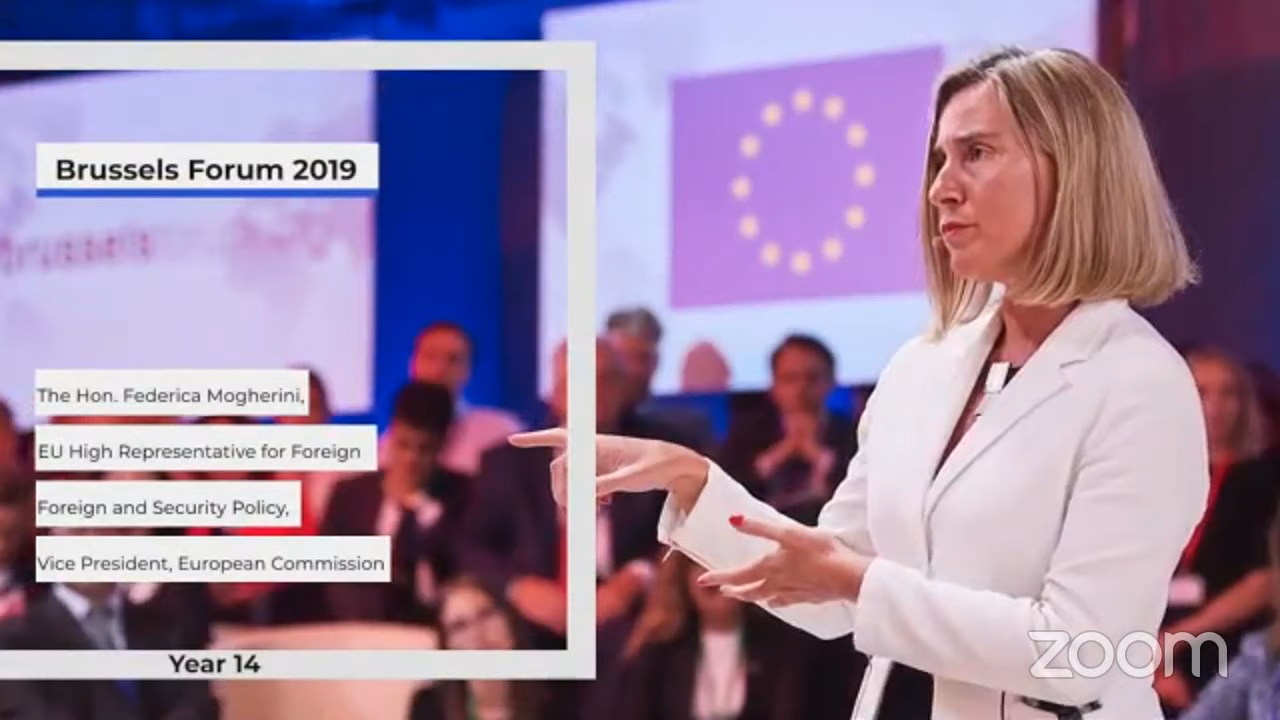 Brussels Forum 2019
Brussels
The Hon. Federica Mogherini,
EU High Representative for Foreign
Foreign and Security Policy,
Vice President, European Commission
Year 14
zoom